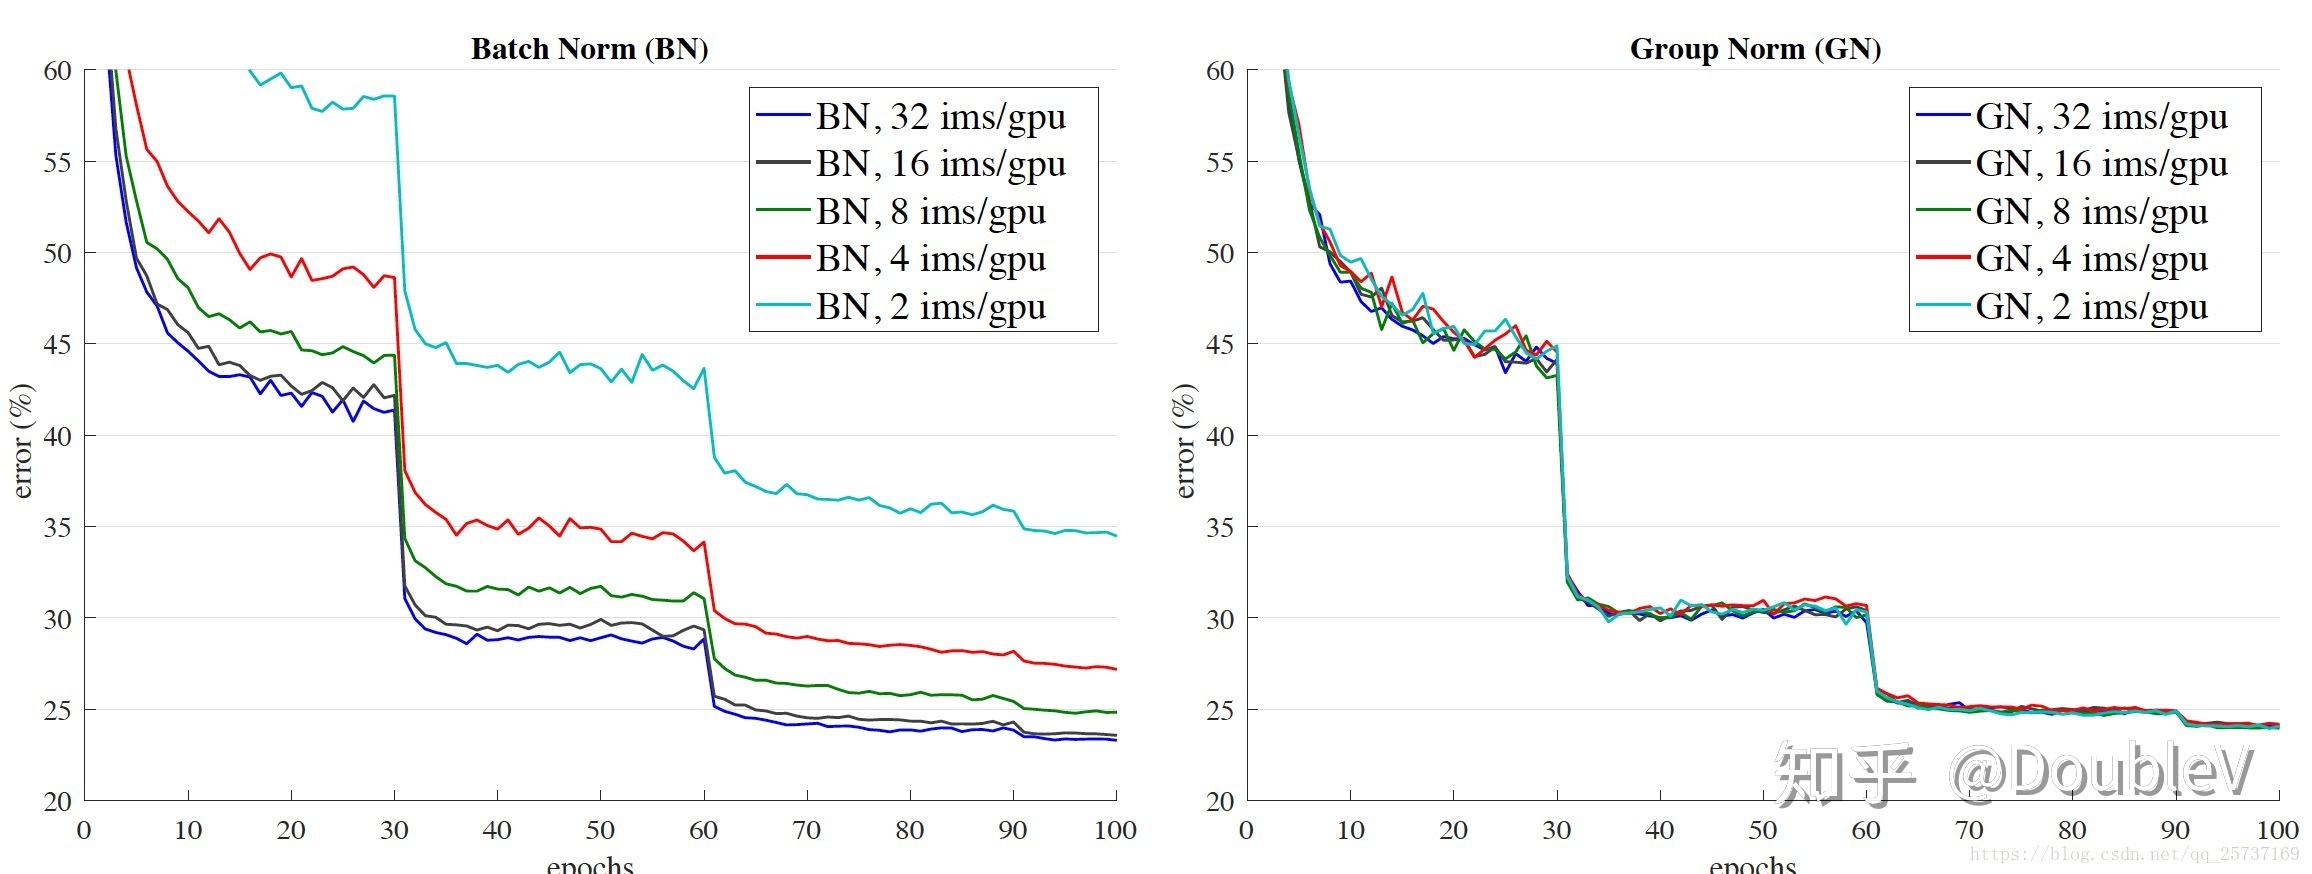 Batch Norm (BN)
60
55
50
45
40
35
30
25
20
error (%)
0 10 20 30 40 50 60 70 80 90 100
epochs
BN, 32 ims/gpu
BN, 16 ims/gpu
BN, 8 ims/gpu
BN, 4 ims/gpu
BN, 2 ims/gpu
Group Norm (GN)
60
55
50
45
40
35
30
25
20
error (%)
0 10 20 30 40 50 60 70 80 90 100
epochs
GN, 32 ims/gpu
GN, 16 ims/gpu
GN, 8 ims/gpu
GN, 4 ims/gpu
GN, 2 ims/gpu
知乎 @DoubleV
https://blog.csdn.net/qq_25737169